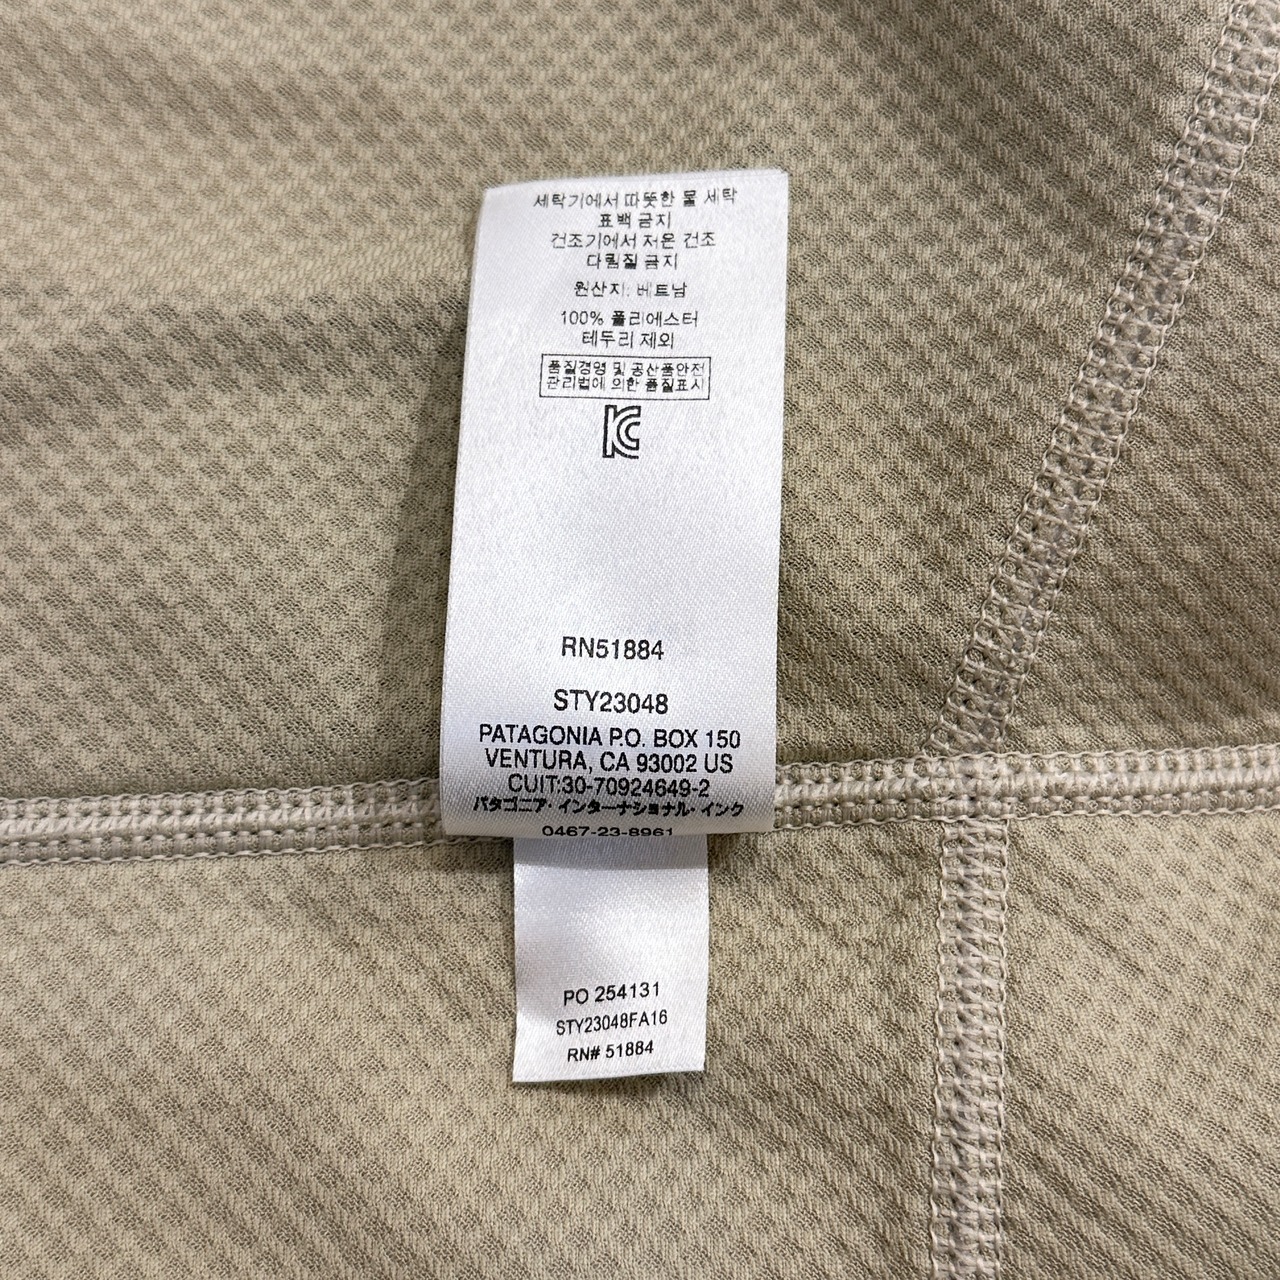 세탁기에서 따뜻한 물 세탁
표백 금지
건조기에서 저온 건조
다림질 금지
원산지: 베트남
100% 폴리에스터
테두리 제외
품질경영 및 공산품안전
관리법에 의한 품질표시
KC
RN51884
STY23048
PATAGONIA P.O. BOX 150
VENTURA, CA 93002 US
CUIT:30-70924649-2
パタゴニア・インターナショナル・インク
0467-23-8961
PO 254131
STY23048FA16
RN# 51884